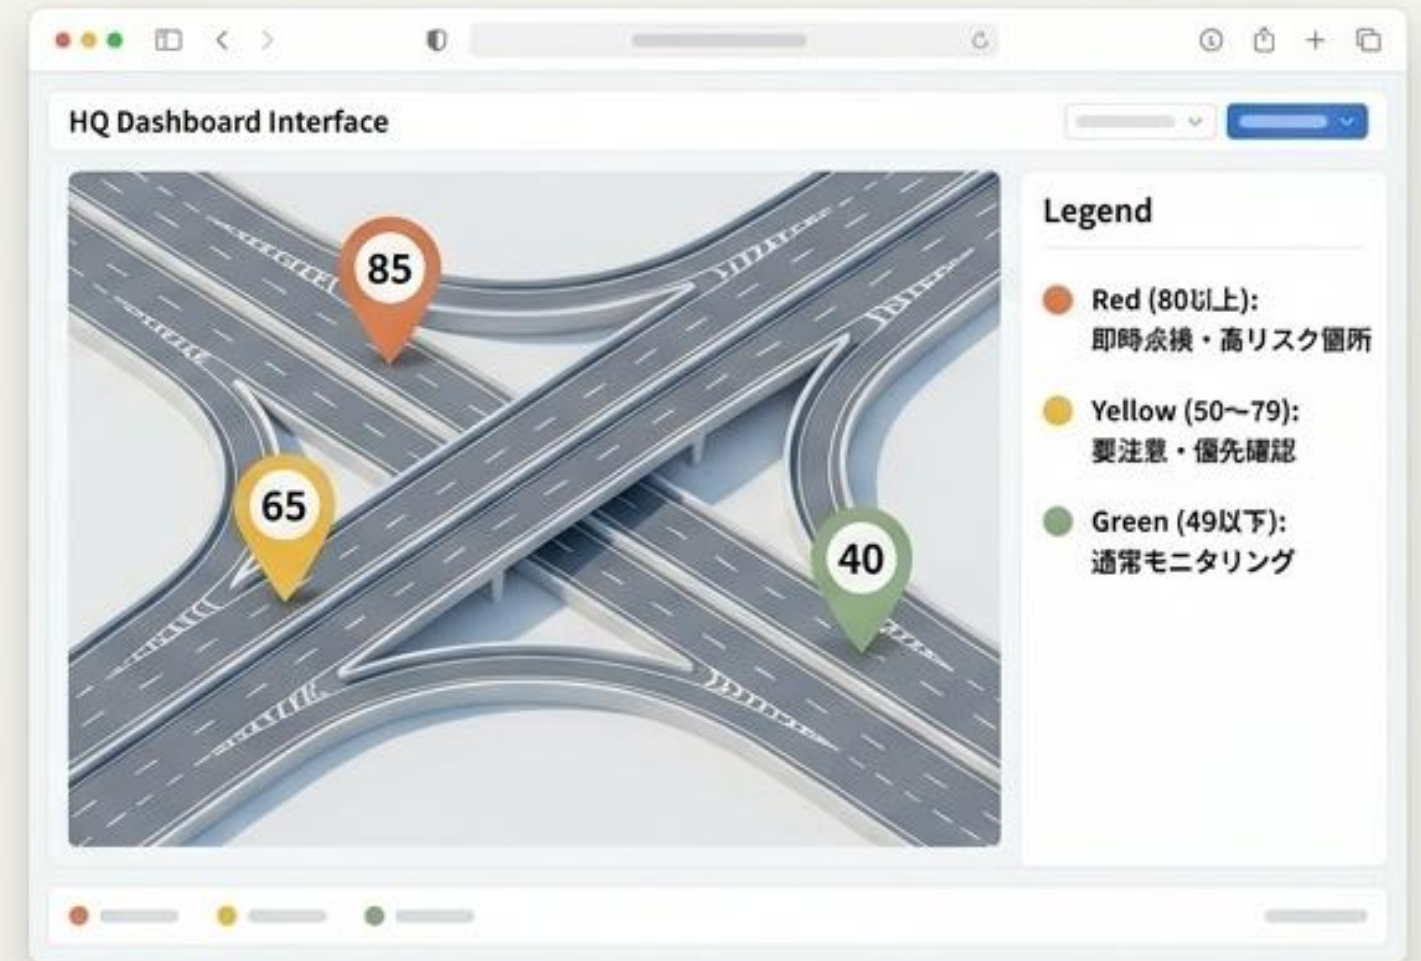 HQ Dashboard Interface
85
65
40
Legend
Red (80以上):
即時点検・高リスク箇所
Yellow (50〜79):
要注意・優先確認
Green (49以下):
通常モニタリング